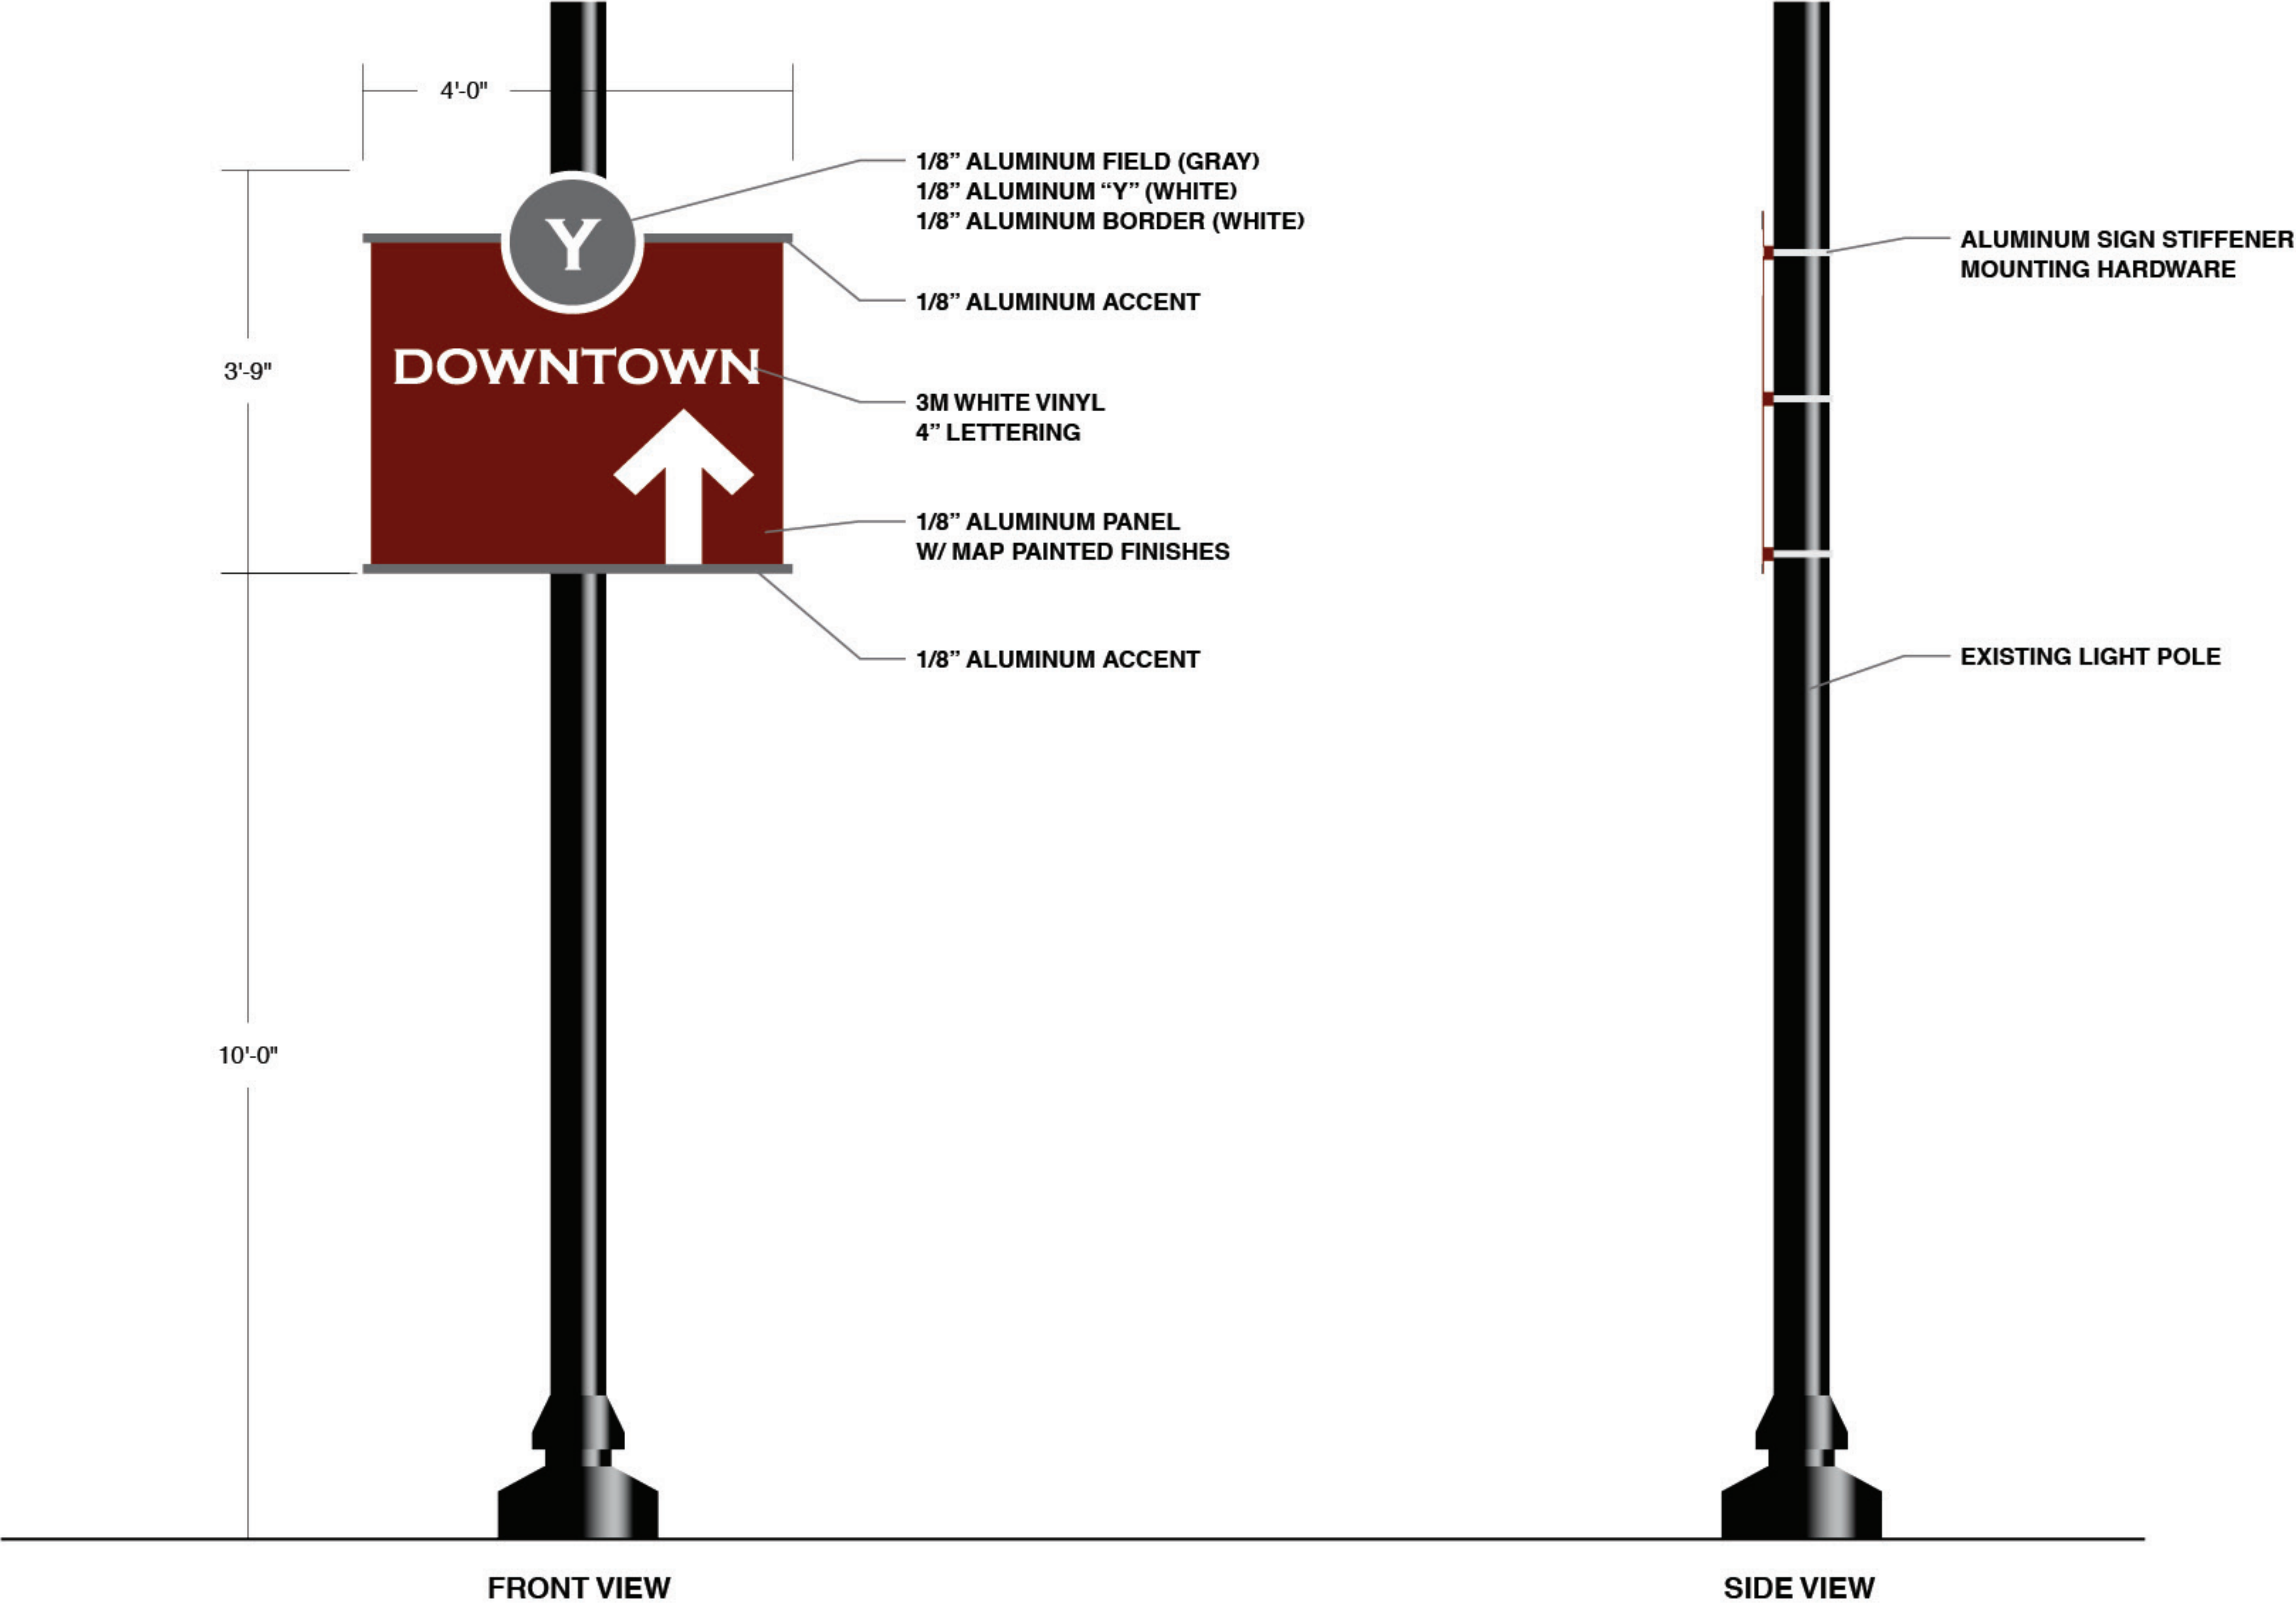 4'-0"
1/8” ALUMINUM FIELD (GRAY)
1/8” ALUMINUM “Y” (WHITE)
1/8” ALUMINUM BORDER (WHITE)
Y
ALUMINUM SIGN STIFFENER
MOUNTING HARDWARE
1/8” ALUMINUM ACCENT
3'-9"
DOWNTOWN
3M WHITE VINYL
4” LETTERING
1/8” ALUMINUM PANEL
W/ MAP PAINTED FINISHES
1/8” ALUMINUM ACCENT
EXISTING LIGHT POLE
10'-0"
FRONT VIEW
SIDE VIEW